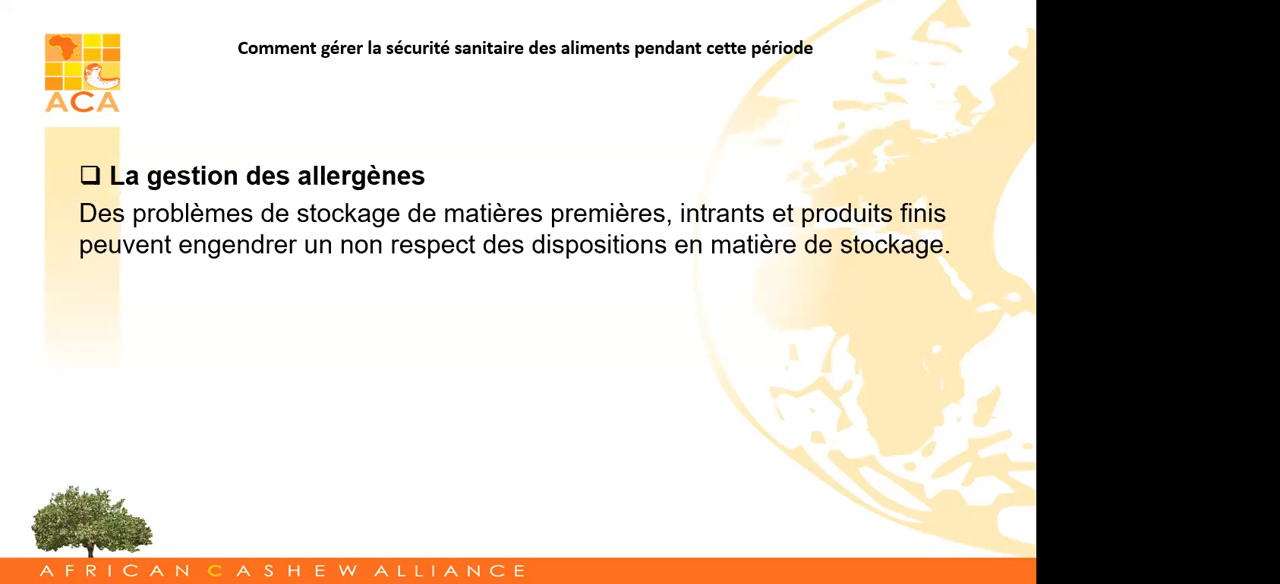 Comment gérer la sécurité sanitaire des aliments pendant cette période
ACA
❑ La gestion des allergènes
Des problèmes de stockage de matières premières, intrants et produits finis
peuvent engendrer un non respect des dispositions en matière de stockage.
AFRICAN CASHEW ALLIANCE